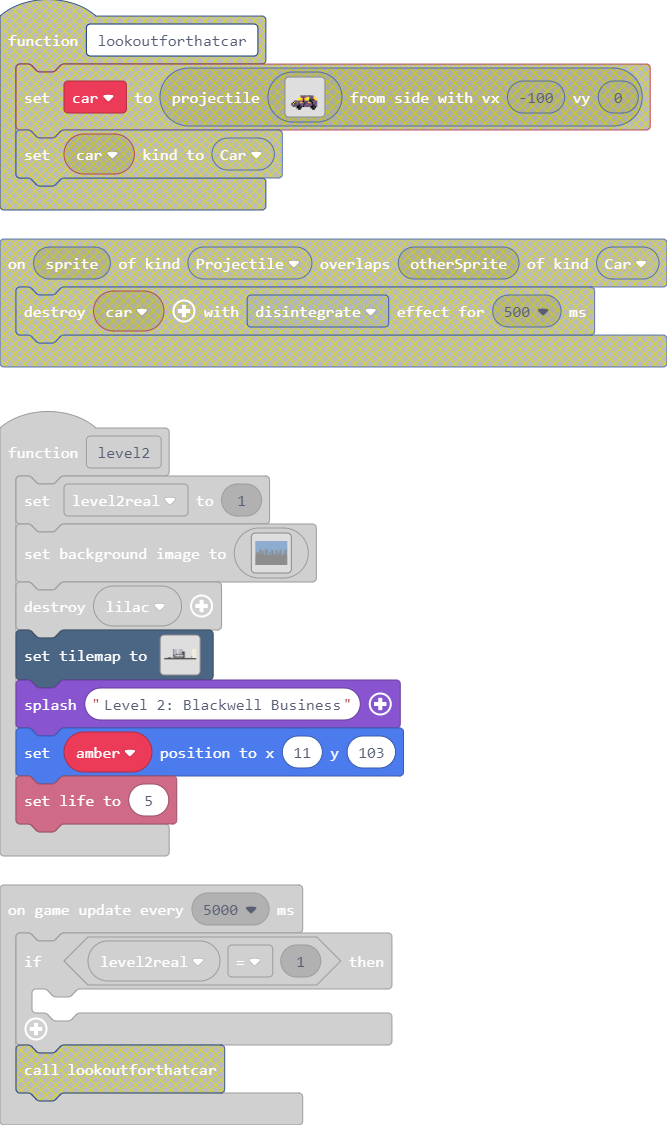 function lookoutforthatcar
set car to projectile from side with vx -100 vy 0
set car kind to Car
on sprite of kind Projectile overlaps otherSprite of kind Car
destroy car with disintegrate effect for 500 ms
function level2
set level2real to 1
set background image to
destroy lilac
set tilemap to
splash "Level 2: Blackwell Business"
set amber position to x 11 y 103
set life to 5
on game update every 5000 ms
if level2real = 1 then
call lookoutforthatcar